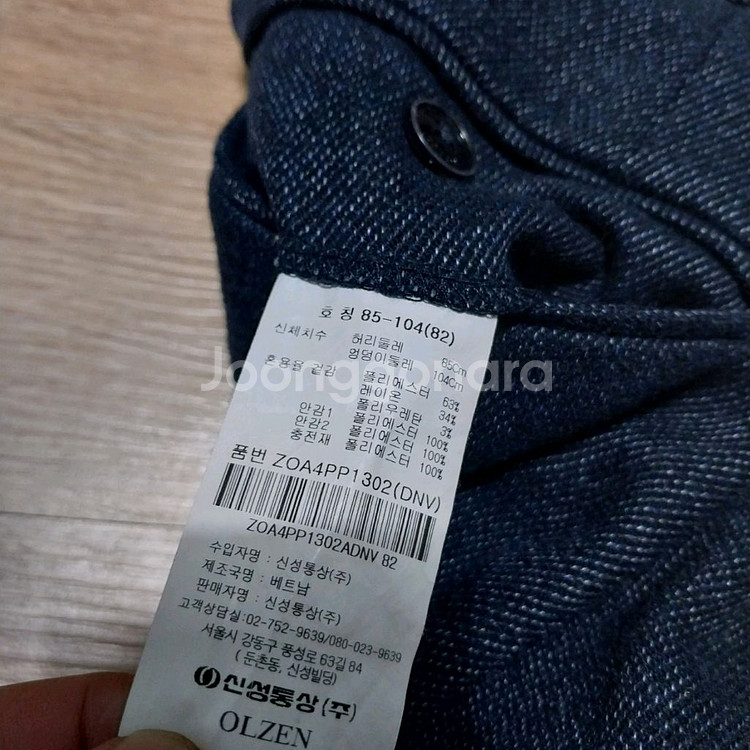 호 칭 85-104(82)
신체치수 허리둘레 85cm
엉덩이둘레 104cm
혼용율 겉감 폴리에스터 63%
레이온 34%
폴리우레탄 3%
안감1 폴리에스터 100%
안감2 폴리에스터 100%
충전재 폴리에스터 100%
품번 ZOA4PP1302(DNV)
ZOA4PP1302ADNV 82
수입자명 : 신성통상(주)
제조국명 : 베트남
판매자명 : 신성통상(주)
고객상담실:02-752-9639/080-023-9639
서울시 강동구 풍성로 63길 84
( 둔촌동, 신성빌딩)
신성통상(주)
OLZEN
Joonggonara